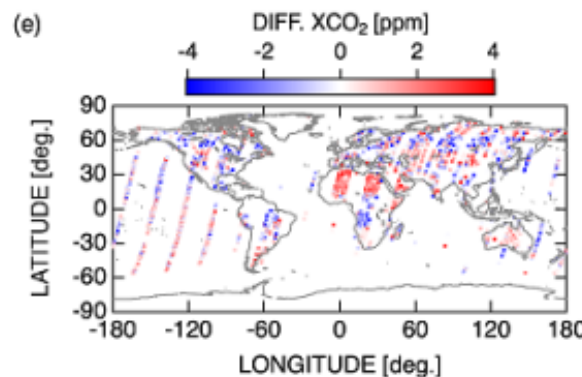 (e)
DIFF. XCO2 [ppm]
-4 -2 0 2 4
90
60
30
0
-30
-60
-90
LATITUDE [deg.]
-180 -120 -60 0 60 120 180
LONGITUDE [deg.]